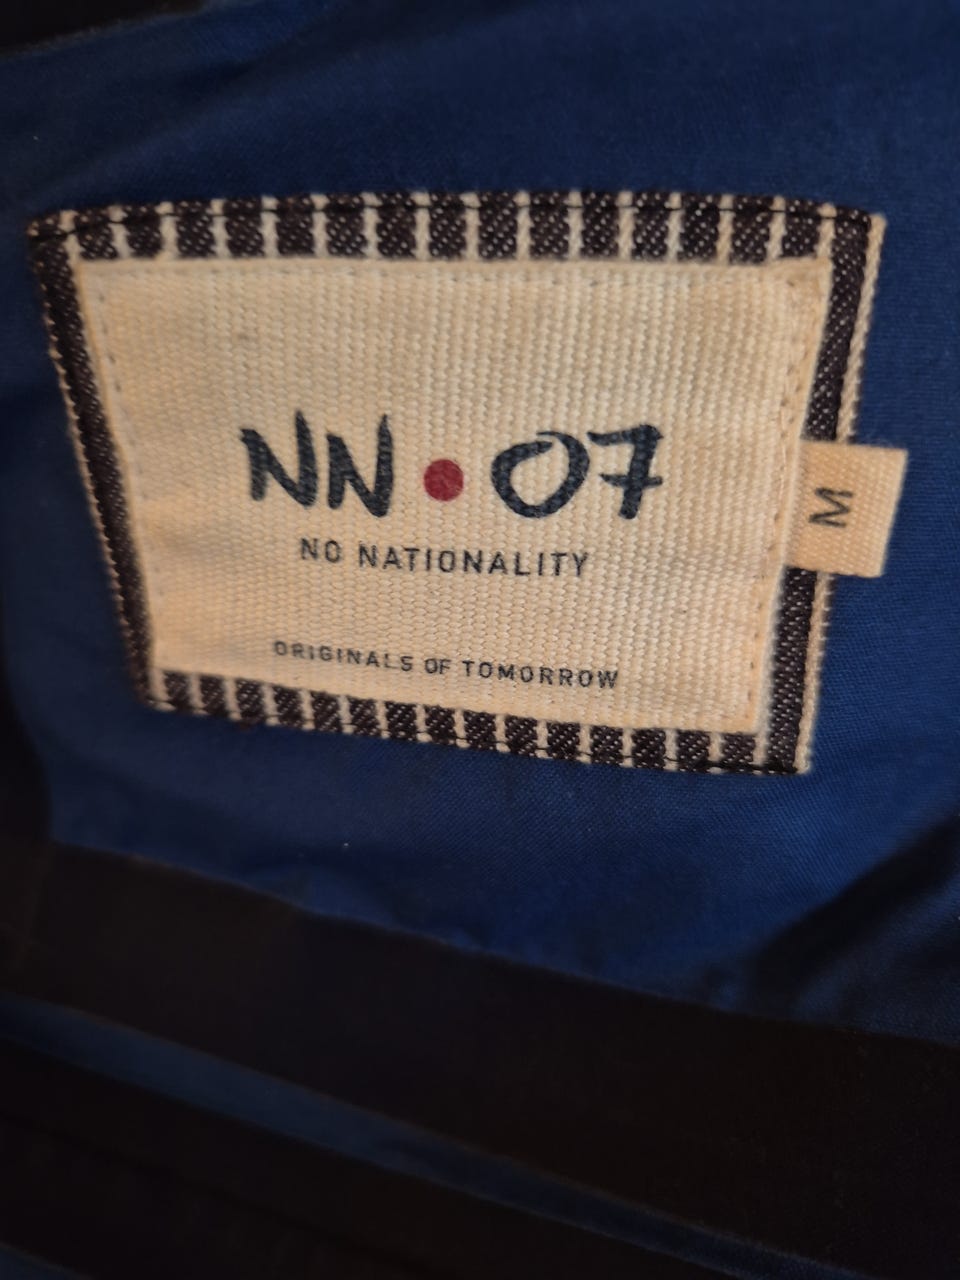 NN • 07
NO NATIONALITY
ORIGINALS OF TOMORROW
M